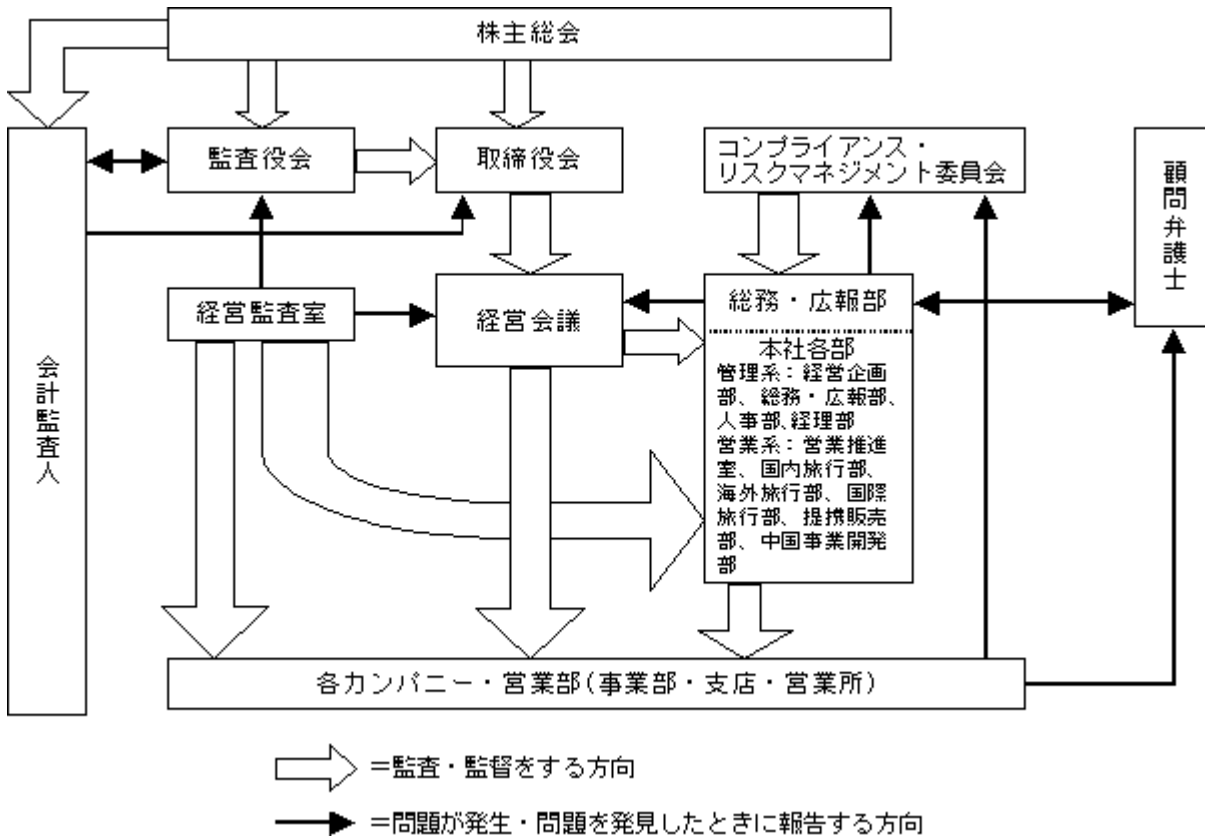 株主総会
監査役会
取締役会
コンプライアンス・
リスクマネジメント委員会
顧問弁護士
経営監査室
経営会議
総務・広報部
本社各部
管理系：経営企画
部、総務・広報部、
人事部、経理部
営業系：営業推進
室、国内旅行部、
海外旅行部、国際
旅行部、提携販売
部、中国事業開発
部
会計監査人
各カンパニー・営業部(事業部・支店・営業所)
＝監査・監督をする方向
＝問題が発生・問題を発見したときに報告する方向